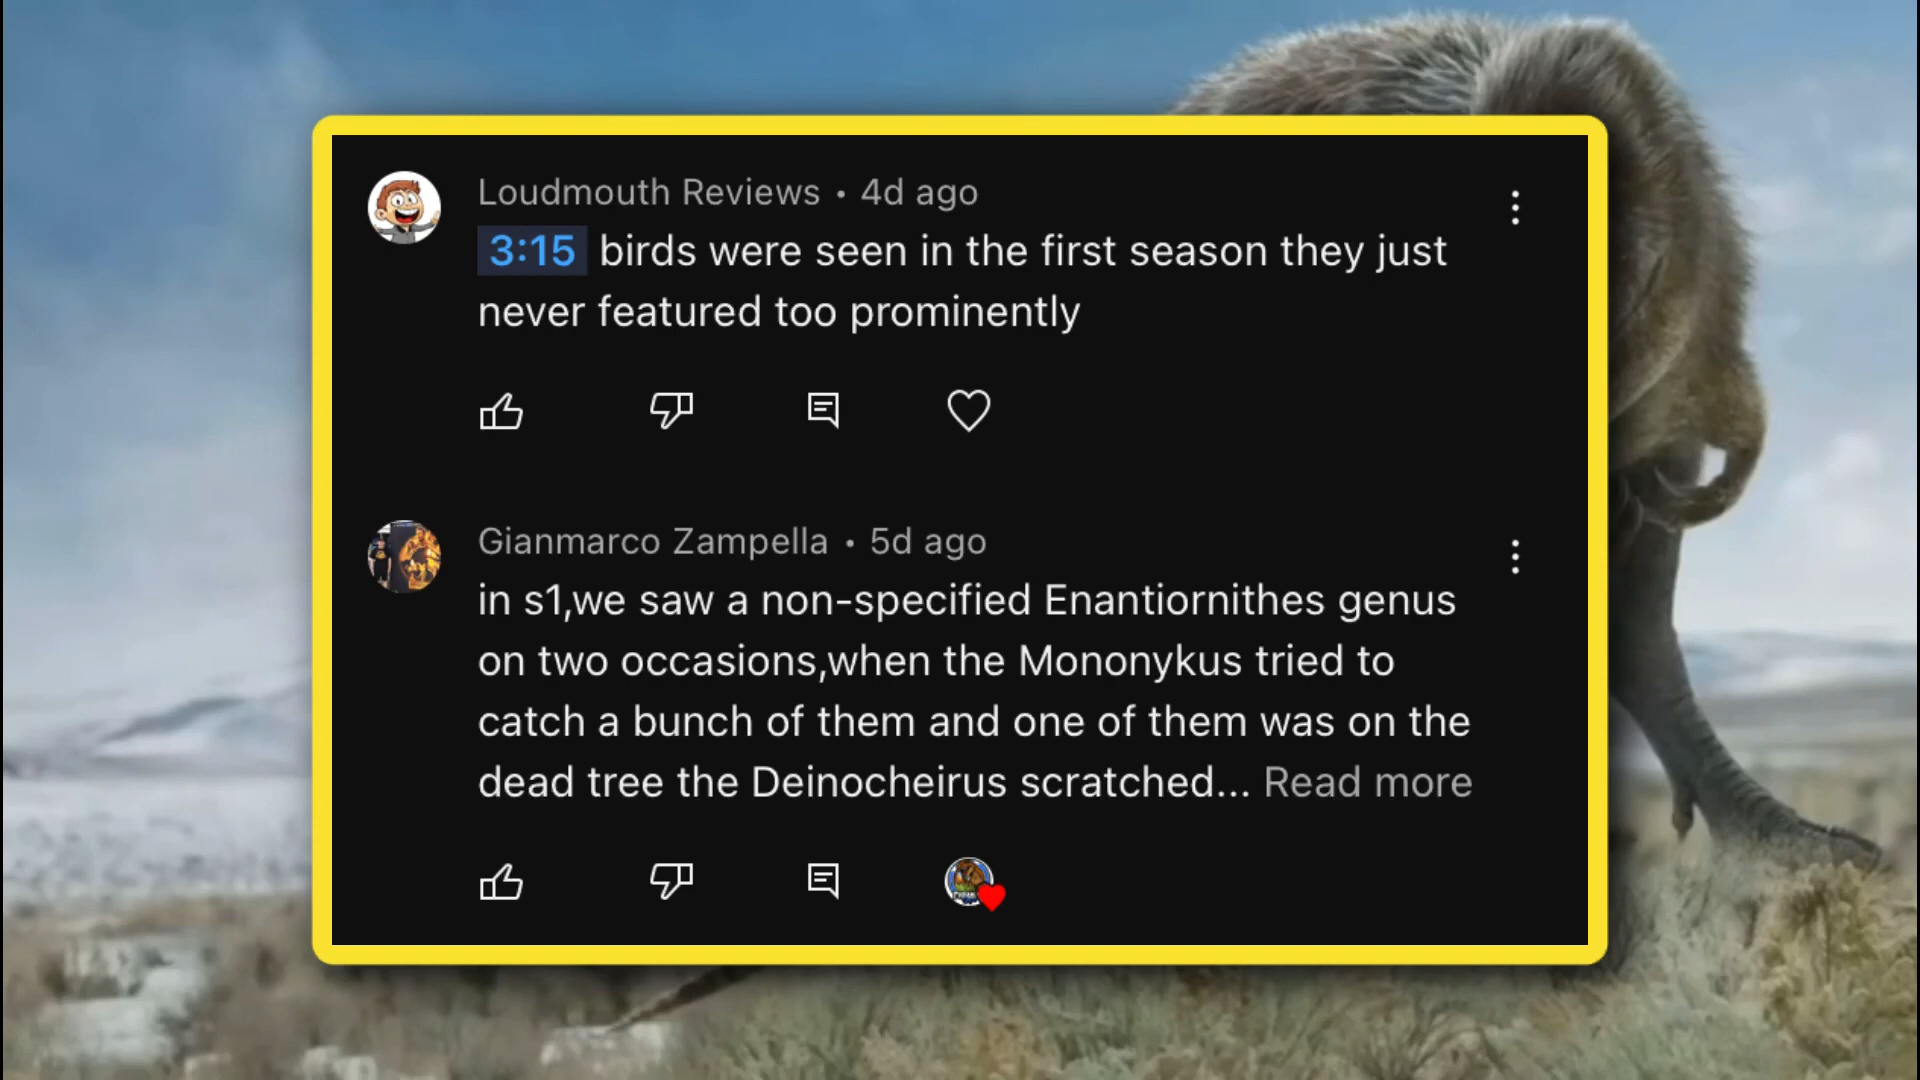 Loudmouth Reviews • 4d ago
3:15 birds were seen in the first season they just
never featured too prominently
Gianmarco Zampella • 5d ago
in s1,we saw a non-specified Enantiornithes genus
on two occasions,when the Mononykus tried to
catch a bunch of them and one of them was on the
dead tree the Deinocheirus scratched... Read more